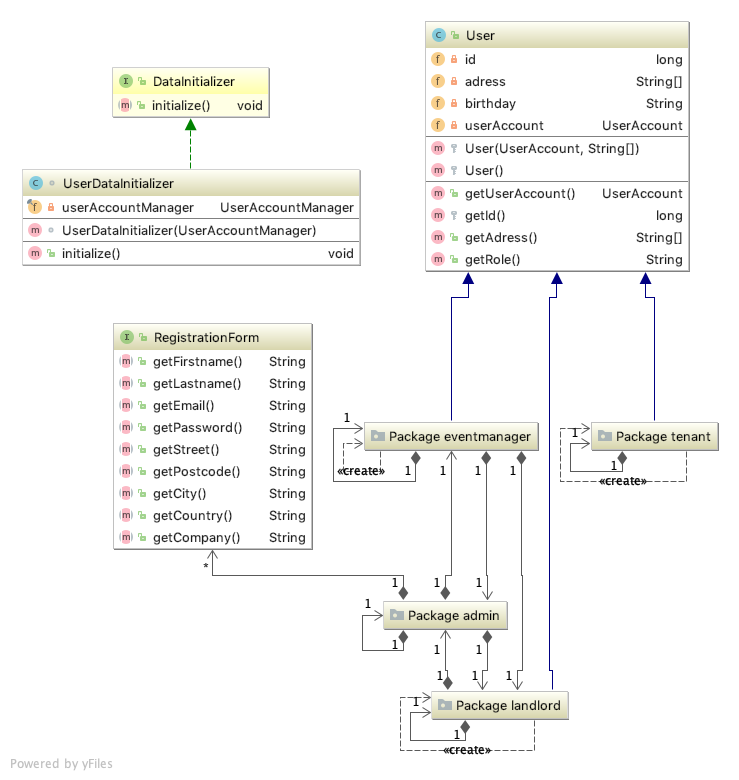 User
id long
adress String[]
birthday String
userAccount UserAccount
User(UserAccount, String[])
User()
getUserAccount() UserAccount
getId() long
getAdress() String[]
getRole() String
DataInitializer
initialize() void
UserDataInitializer
userAccountManager UserAccountManager
UserDataInitializer(UserAccountManager)
initialize() void
RegistrationForm
getFirstname() String
getLastname() String
getEmail() String
getPassword() String
getStreet() String
getPostcode() String
getCity() String
getCountry() String
getCompany() String
1
Package eventmanager
1 1 1 1
«create»
1
Package tenant
1
«create»
*
1 1
1
Package admin
1 1 1
1 1 1
1
Package landlord
1
«create»
Powered by yFiles